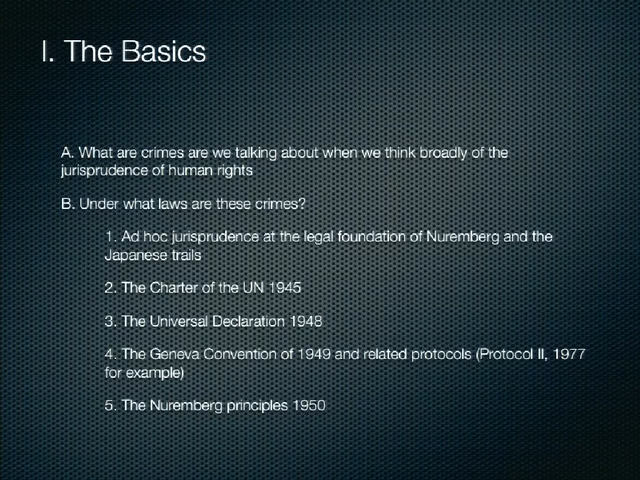 I. The Basics
A. What are crimes are we talking about when we think broadly of the
jurisprudence of human rights
B. Under what laws are these crimes?
1. Ad hoc jurisprudence at the legal foundation of Nuremberg and the
Japanese trails
2. The Charter of the UN 1945
3. The Universal Declaration 1948
4. The Geneva Convention of 1949 and related protocols (Protocol II, 1977
for example)
5. The Nuremberg principles 1950